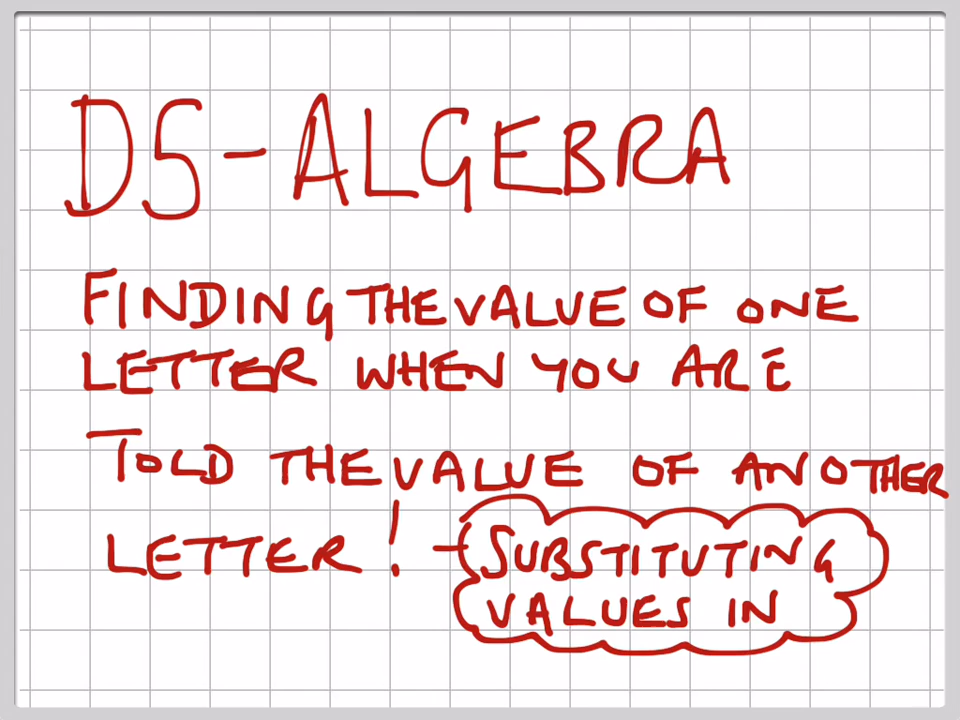 D5-ALGEBRA
FINDING THE VALUE OF ONE
LETTER WHEN YOU ARE
TOLD THE VALUE OF ANOTHER
LETTER! - SUBSTITUTING
VALUES IN